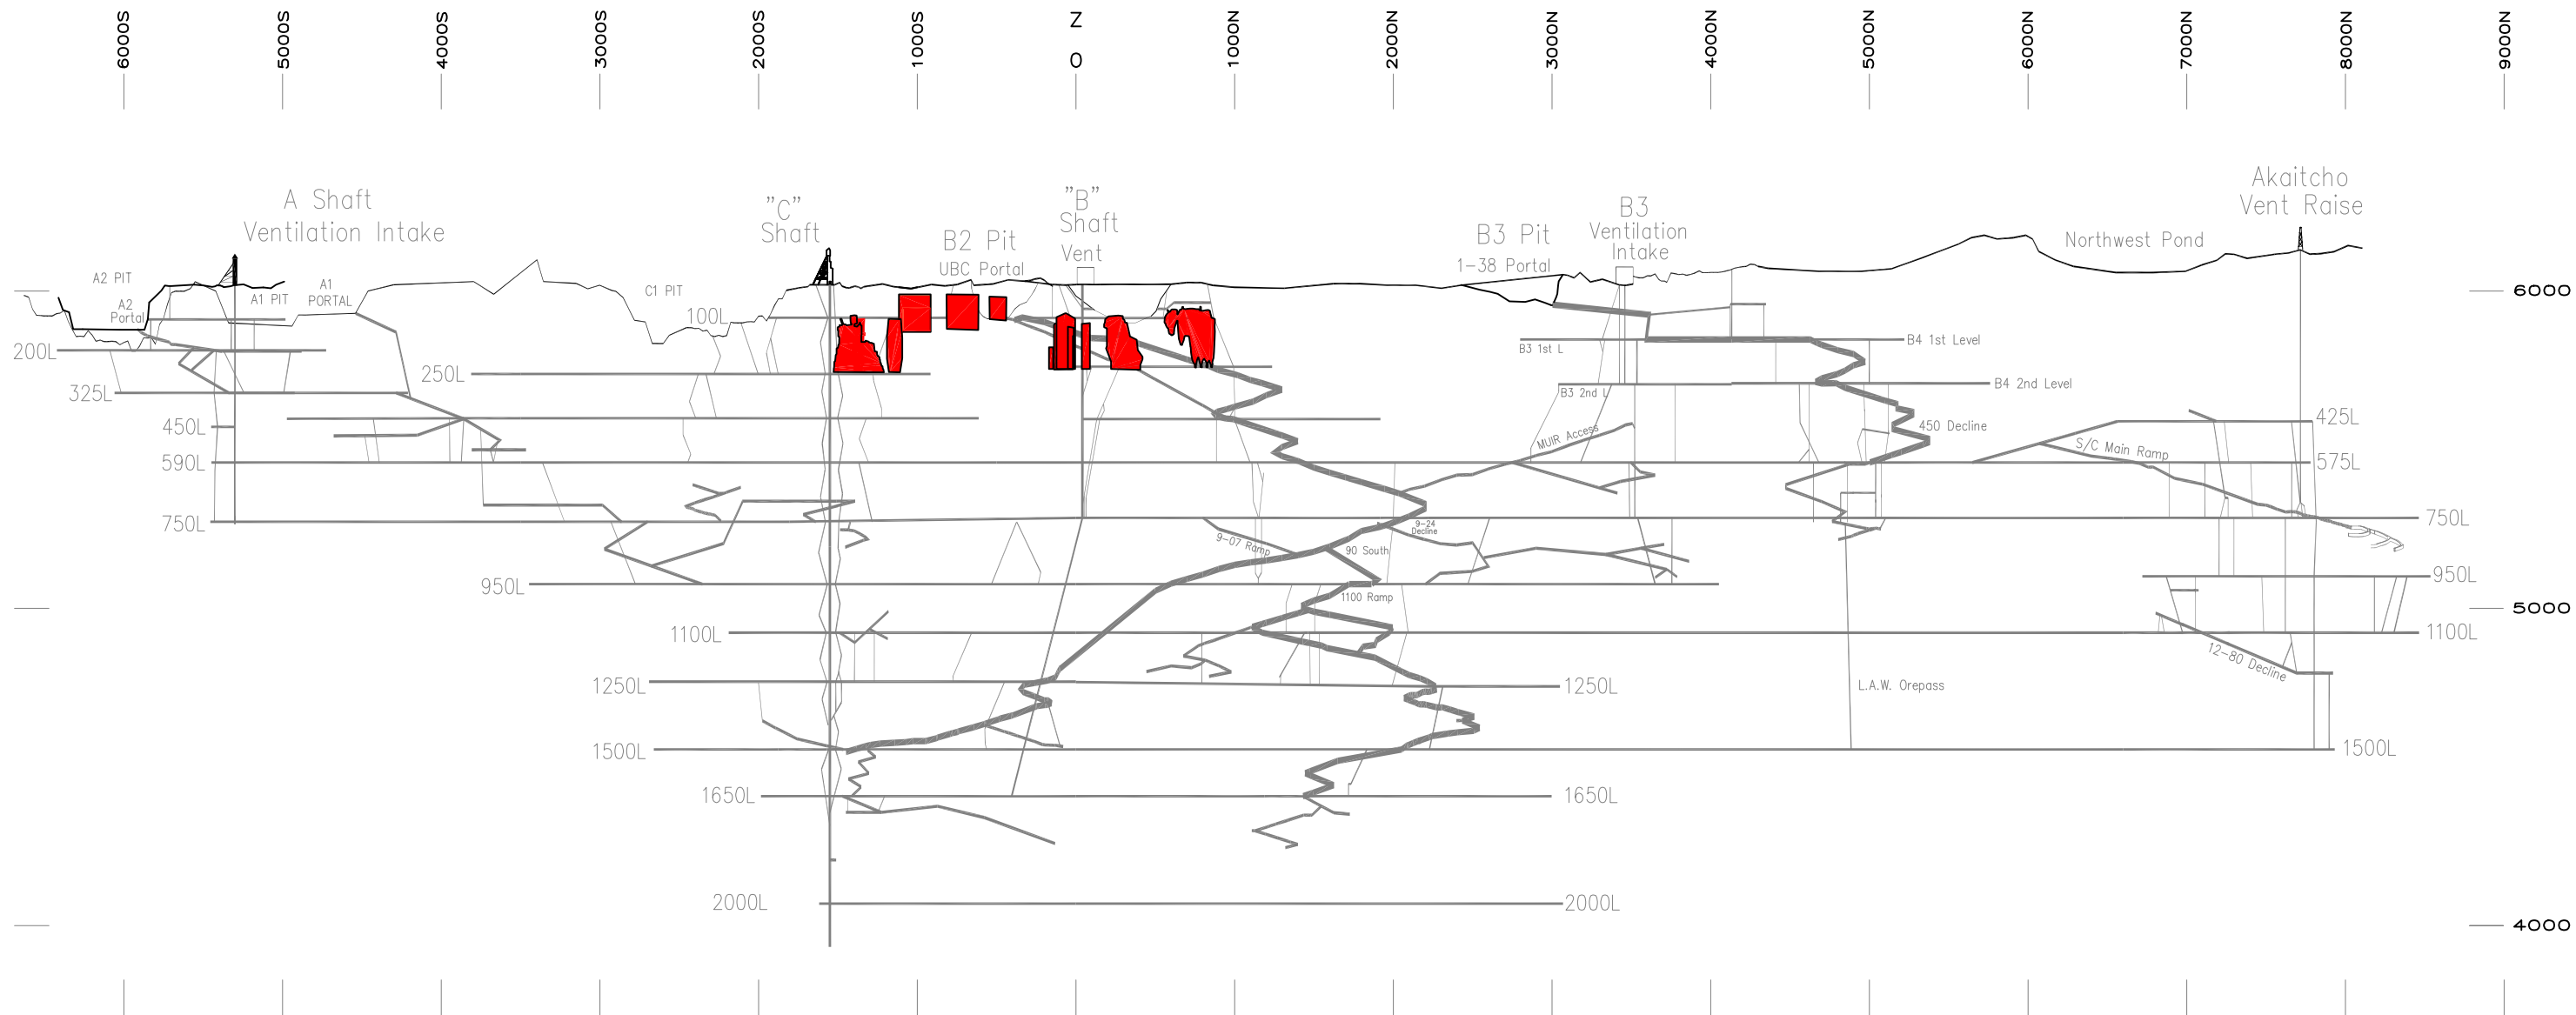 6000S
5000S
4000S
3000S
2000S
1000S
0 N
Z
1000N
2000N
3000N
4000N
5000N
6000N
7000N
8000N
9000N
A Shaft
Ventilation Intake
"C"
Shaft
B2 Pit
UBC Portal
"B"
Shaft
Vent
B3 Pit
1-38 Portal
B3
Ventilation
Intake
Northwest Pond
Akaitcho
Vent Raise
A2 PIT
A2
Portal
A1 PIT
A1
PORTAL
C1 PIT
6000
100L
200L
250L
325L
450L
590L
750L
950L
1100L
1250L
1500L
1650L
2000L
B3 1st L
B4 1st Level
B3 2nd L
B4 2nd Level
450 Decline
MUIR Access
S/C Main Ramp
425L
575L
750L
9-07 Ramp
90 South
9-24
Decline
1100 Ramp
950L
5000
1100L
12-80 Decline
L.A.W. Orepass
1250L
1500L
1650L
2000L
4000